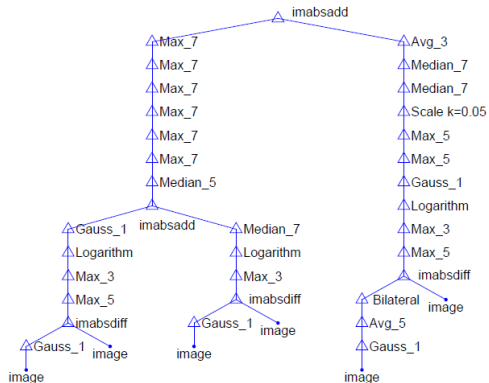 imabsadd
Max_7
Avg_3
Max_7
Median_7
Max_7
Median_7
Max_7
Scale k=0.05
Max_7
Max_5
Max_7
Max_5
Median_5
Gauss_1
imabsadd
Logarithm
Gauss_1
Median_7
Max_3
Logarithm
Logarithm
Max_5
Max_3
Max_3
imabsdiff
Max_5
imabsdiff
Bilateral
image
imabsdiff
Gauss_1
Avg_5
Gauss_1
image
image
Gauss_1
image
image
image